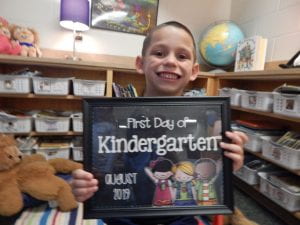 First Day of
Kindergarten
AUGUST
2019